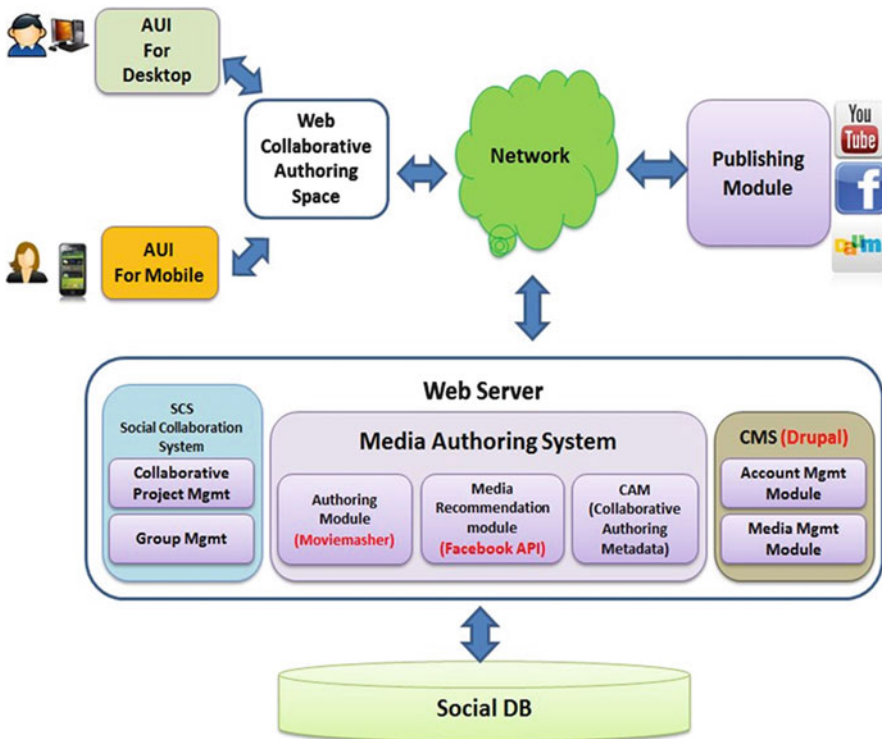 AUI
For
Desktop
Web
Collaborative
Authoring
Space
Network
Publishing
Module
You
Tube
f
Daum
AUI
For Mobile
Web Server
SCS
Social Collaboration
System
Collaborative
Project Mgmt
Group Mgmt
Media Authoring System
Authoring
Module
(Moviemasher)
Media
Recommendation
module
(Facebook API)
CAM
(Collaborative
Authoring
Metadata)
CMS (Drupal)
Account Mgmt
Module
Media Mgmt
Module
Social DB